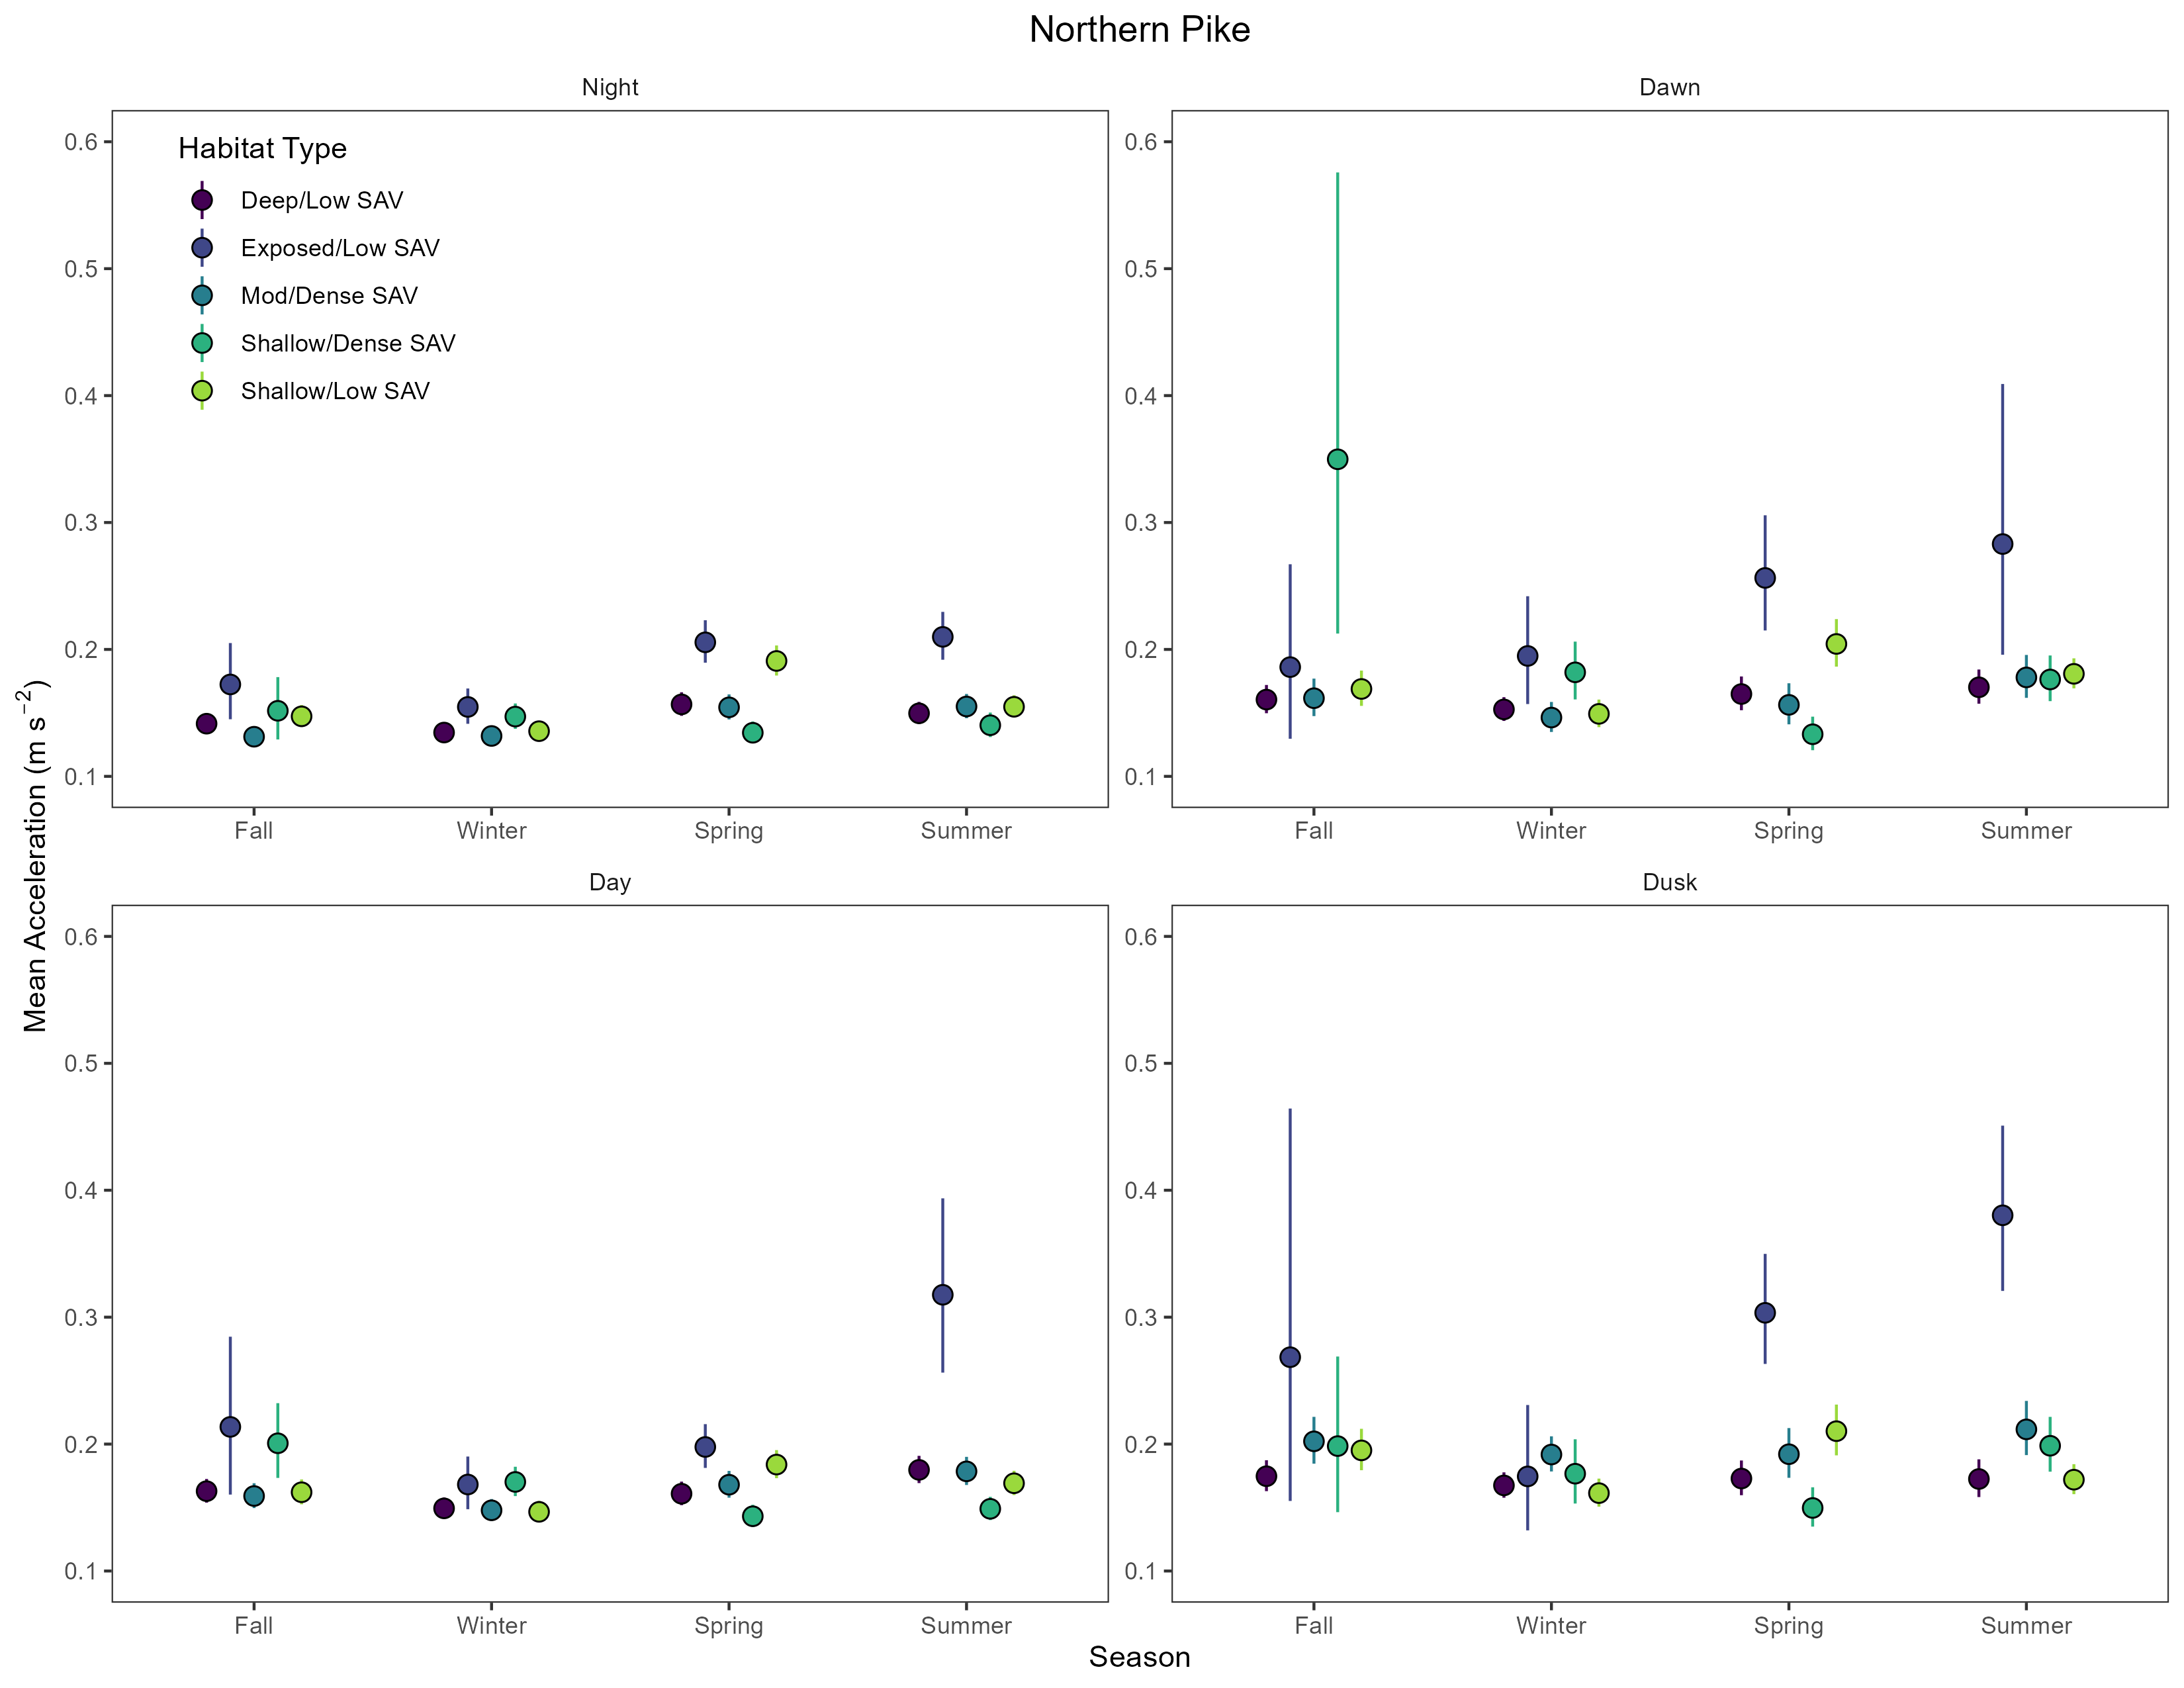 Northern Pike
Night
Dawn
0.6
0.5
0.4
0.3
0.2
0.1
Habitat Type
Deep/Low SAV
Exposed/Low SAV
Mod/Dense SAV
Shallow/Dense SAV
Shallow/Low SAV
Fall Winter Spring Summer
0.6
0.5
0.4
0.3
0.2
0.1
Fall Winter Spring Summer
Mean Acceleration (m s⁻²)
Day
Dusk
0.6
0.5
0.4
0.3
0.2
0.1
Fall Winter Spring Summer
0.6
0.5
0.4
0.3
0.2
0.1
Fall Winter Spring Summer
Season